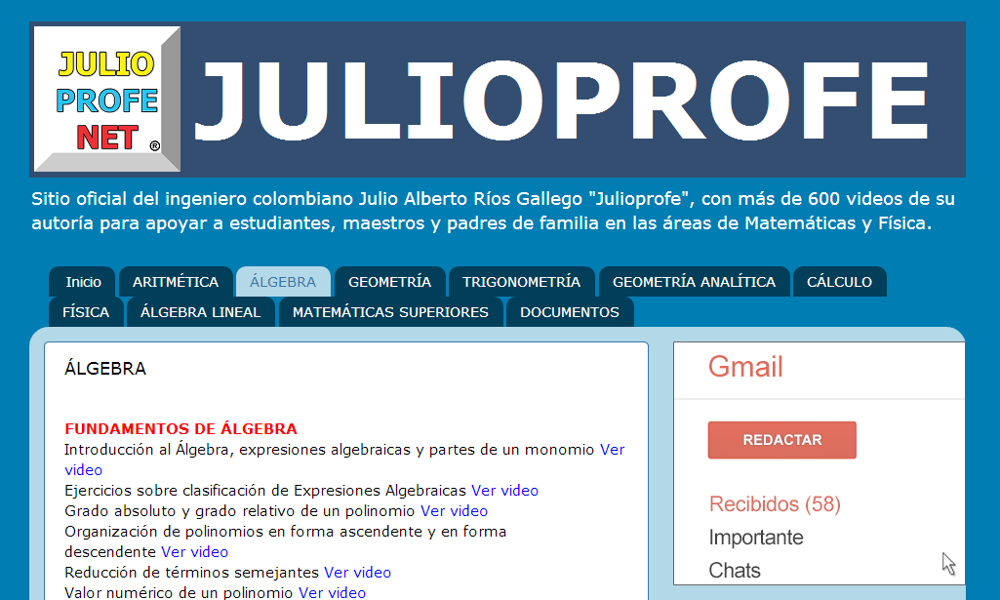 JULIO
PROFE
NET ®
JULIOPROFE
Sitio oficial del ingeniero colombiano Julio Alberto Ríos Gallego "Julioprofe", con más de 600 videos de su
autoría para apoyar a estudiantes, maestros y padres de familia en las áreas de Matemáticas y Física.
Inicio ARITMÉTICA ÁLGEBRA GEOMETRÍA TRIGONOMETRÍA GEOMETRÍA ANALÍTICA CÁLCULO
FÍSICA ÁLGEBRA LINEAL MATEMÁTICAS SUPERIORES DOCUMENTOS
ÁLGEBRA
FUNDAMENTOS DE ÁLGEBRA
Introducción al Álgebra, expresiones algebraicas y partes de un monomio Ver
video
Ejercicios sobre clasificación de Expresiones Algebraicas Ver video
Grado absoluto y grado relativo de un polinomio Ver video
Organización de polinomios en forma ascendente y en forma
descendente Ver video
Reducción de términos semejantes Ver video
Valor numérico de un polinomio Ver video
Gmail
REDACTAR
Recibidos (58)
Importante
Chats